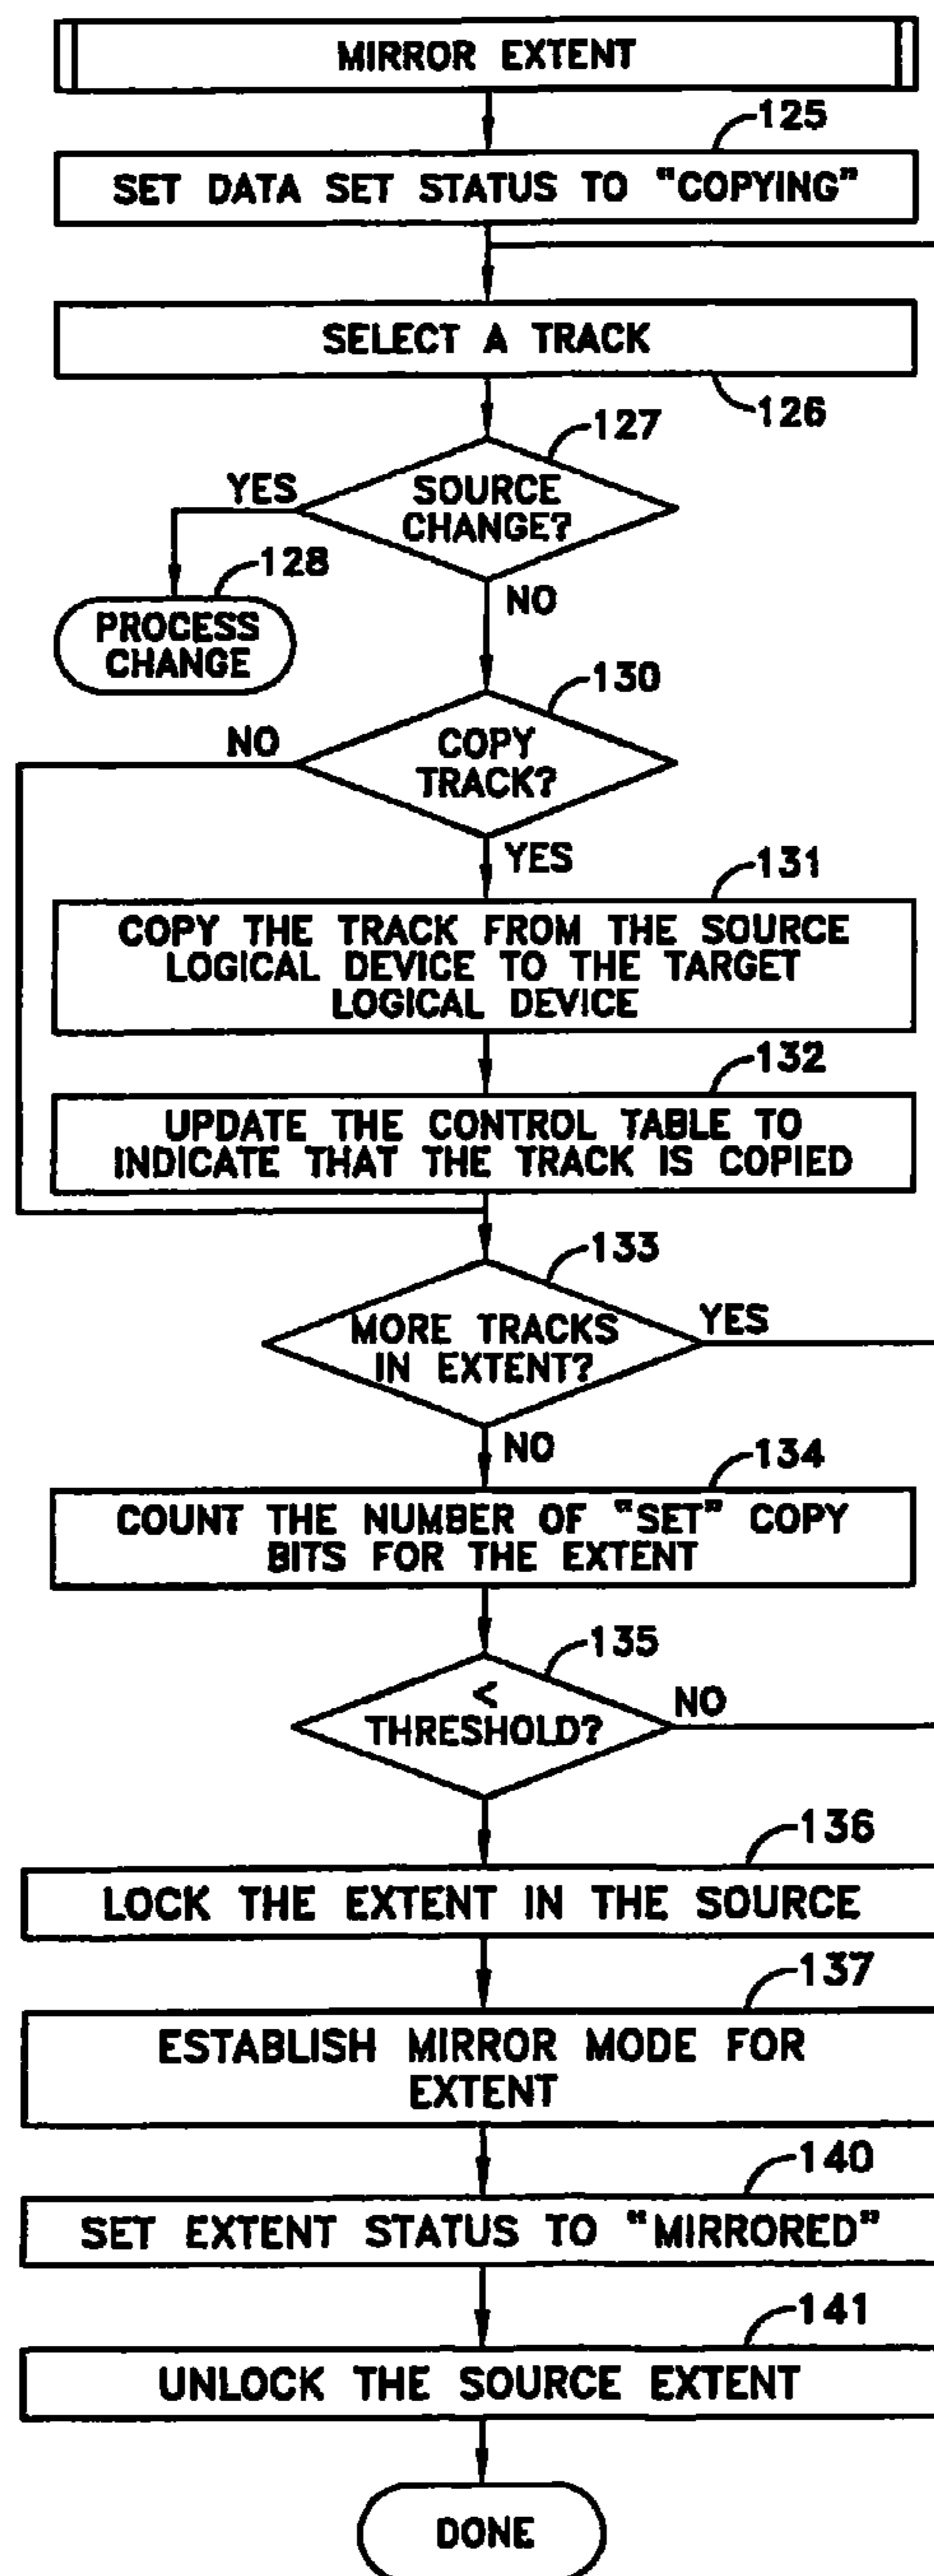 MIRROR EXTENT
125
SET DATA SET STATUS TO "COPYING"
SELECT A TRACK
126
127
SOURCE
CHANGE?
YES
128
PROCESS
CHANGE
NO
130
COPY
TRACK?
NO
YES
131
COPY THE TRACK FROM THE SOURCE
LOGICAL DEVICE TO THE TARGET
LOGICAL DEVICE
132
UPDATE THE CONTROL TABLE TO
INDICATE THAT THE TRACK IS COPIED
133
MORE TRACKS
IN EXTENT?
YES
NO
134
COUNT THE NUMBER OF "SET" COPY
BITS FOR THE EXTENT
135
<
THRESHOLD?
NO
136
LOCK THE EXTENT IN THE SOURCE
137
ESTABLISH MIRROR MODE FOR
EXTENT
140
SET EXTENT STATUS TO "MIRRORED"
141
UNLOCK THE SOURCE EXTENT
DONE